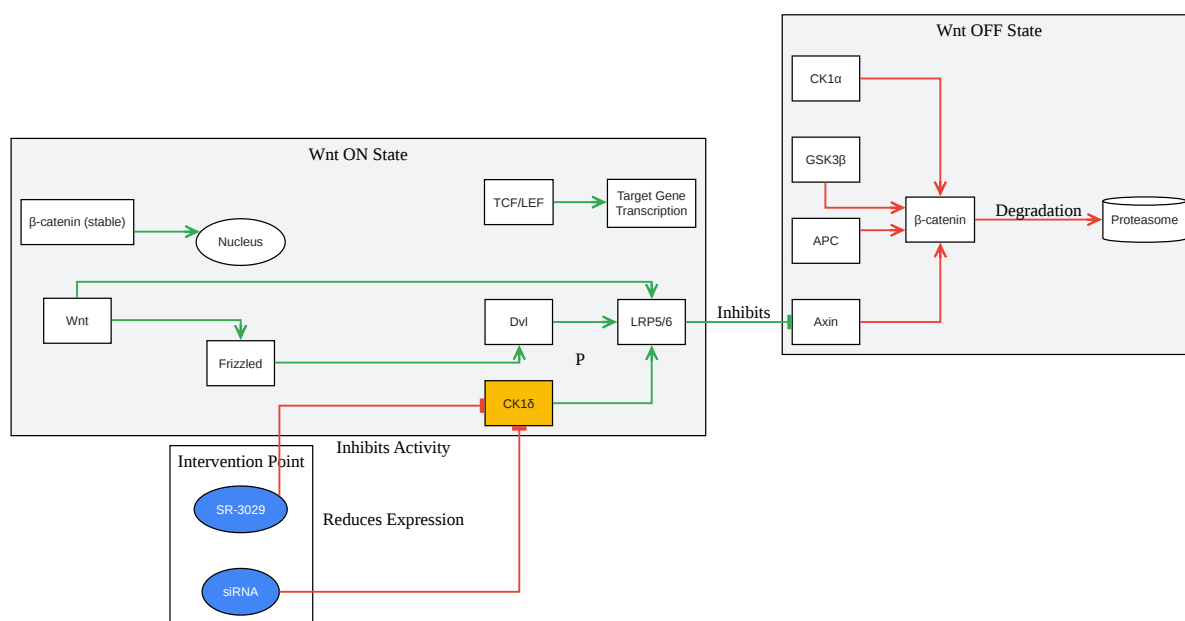 Wnt OFF State
CK1α
Wnt ON State
GSK3β
TCF/LEF
Target Gene
Transcription
β-catenin (stable)
Nucleus
β-catenin
Degradation
Proteasome
APC
Wnt
Dvl
LRP5/6
Inhibits
Axin
Frizzled
P
CK1δ
Inhibits Activity
Intervention Point
SR-3029
Reduces Expression
siRNA